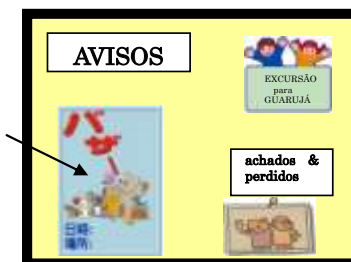 AVISOS
EXCURSÃO
para
GUARUJÁ
バザー
日時:
場所:
achados &
perdidos